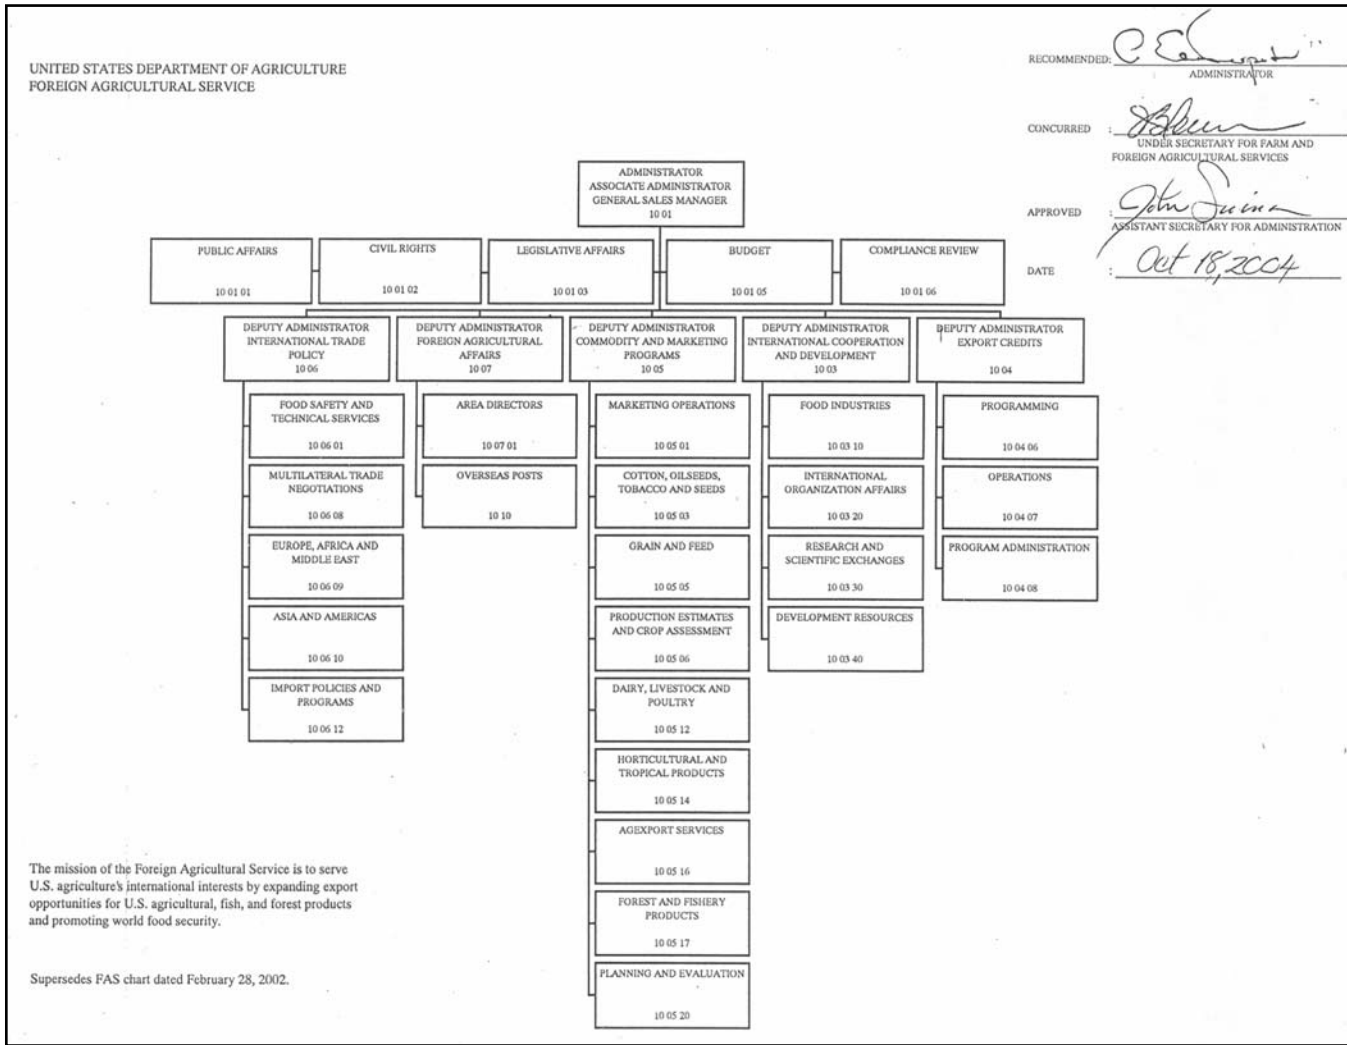 UNITED STATES DEPARTMENT OF AGRICULTURE
FOREIGN AGRICULTURAL SERVICE
RECOMMENDED:
ADMINISTRATOR
CONCURRED :
UNDER SECRETARY FOR FARM AND
FOREIGN AGRICULTURAL SERVICES
APPROVED : John
ASSISTANT SECRETARY FOR ADMINISTRATION
DATE : Oct 18, 2004
ADMINISTRATOR
ASSOCIATE ADMINISTRATOR
GENERAL SALES MANAGER
10 01
PUBLIC AFFAIRS
10 01 01
CIVIL RIGHTS
10 01 02
LEGISLATIVE AFFAIRS
10 01 03
BUDGET
10 01 05
COMPLIANCE REVIEW
10 01 06
DEPUTY ADMINISTRATOR
INTERNATIONAL TRADE
POLICY
10 06
DEPUTY ADMINISTRATOR
FOREIGN AGRICULTURAL
AFFAIRS
10 07
DEPUTY ADMINISTRATOR
COMMODITY AND MARKETING
PROGRAMS
10 05
DEPUTY ADMINISTRATOR
INTERNATIONAL COOPERATION
AND DEVELOPMENT
10 03
DEPUTY ADMINISTRATOR
EXPORT CREDITS
10 04
FOOD SAFETY AND
TECHNICAL SERVICES
10 06 01
MULTILATERAL TRADE
NEGOTIATIONS
10 06 08
EUROPE, AFRICA AND
MIDDLE EAST
10 06 09
ASIA AND AMERICAS
10 06 10
IMPORT POLICIES AND
PROGRAMS
10 06 12
AREA DIRECTORS
10 07 01
OVERSEAS POSTS
10 10
MARKETING OPERATIONS
10 05 01
COTTON, OILSEEDS,
TOBACCO AND SEEDS
10 05 03
GRAIN AND FEED
10 05 05
PRODUCTION ESTIMATES
AND CROP ASSESSMENT
10 05 06
DAIRY, LIVESTOCK AND
POULTRY
10 05 12
HORTICULTURAL AND
TROPICAL PRODUCTS
10 05 14
AGEXPORT SERVICES
10 05 16
FOREST AND FISHERY
PRODUCTS
10 05 17
PLANNING AND EVALUATION
10 05 20
FOOD INDUSTRIES
10 03 10
INTERNATIONAL
ORGANIZATION AFFAIRS
10 03 20
RESEARCH AND
SCIENTIFIC EXCHANGES
10 03 30
DEVELOPMENT RESOURCES
10 03 40
PROGRAMMING
10 04 06
OPERATIONS
10 04 07
PROGRAM ADMINISTRATION
10 04 08
The mission of the Foreign Agricultural Service is to serve
U.S. agriculture's international interests by expanding export
opportunities for U.S. agricultural, fish, and forest products
and promoting world food security.
Supersedes FAS chart dated February 28, 2002.